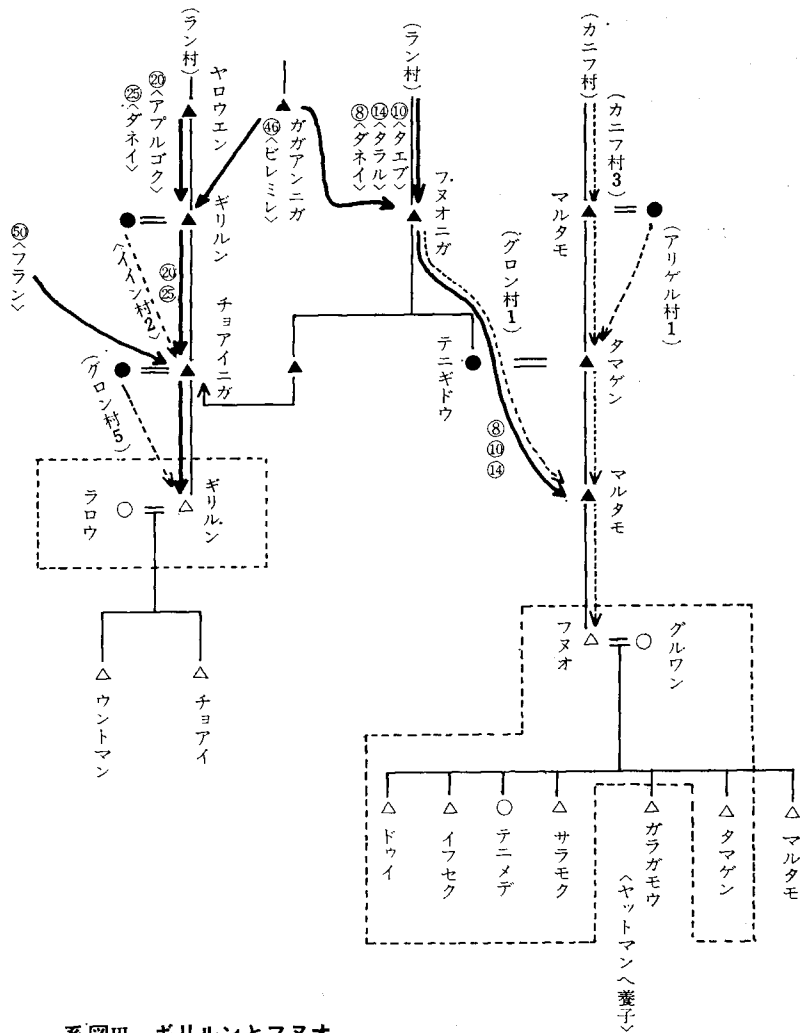 (ラン村)
ヤロウエン
⑳〈アプルゴク〉
㉕〈ダネイ〉
ガガアンニガ
㊻〈ビレミレ〉
(ラン村)
⑩〈タエブ〉
⑭〈タラル〉
⑧〈ダネイ〉
フヌオニガ
(カニフ村)
(カニフ村3)
マルタモ
(アリゲル村1)
ギリルン
㊿〈フラン〉
〈イイン村2〉
⑳
㉕
チョアイニガ
(グロン村5)
テニギドウ
(グロン村1)
⑧
⑩
⑭
タマゲン
マルタモ
ラロウ
ギリルン
ウントマン
チョアイ
フヌオ
グルワン
ドゥイ
イフセク
テニメデ
サラモク
ガラガモウ
〈ヤットマンへ養子〉
タマゲン
マルタモ
系図Ⅲ ギリルンとフヌオ